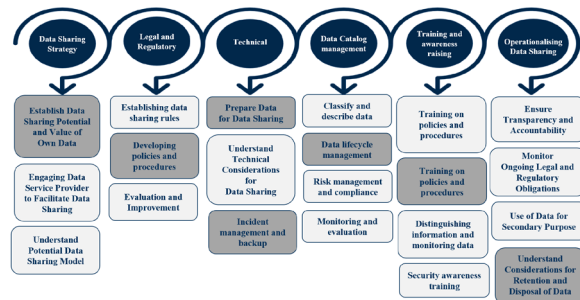 Data Sharing
Strategy
Legal and
Regulatory
Technical
Data Catalog
management
Training and
awareness
raising
Operationalising
Data Sharing
Establish Data
Sharing Potential
and Value of
Own Data
Engaging Data
Service Provider
to Facilitate Data
Sharing
Understand
Potential Data
Sharing Model
Establishing data
sharing rules
Developing
policies and
procedures
Evaluation and
Improvement
Prepare Data
for Data Sharing
Understand
Technical
Considerations
for
Data Sharing
Incident
management and
backup
Classify and
describe data
Data lifecycle
management
Risk management
and compliance
Monitoring and
evaluation
Training on
policies and
procedures
Training on
policies and
procedures
Distinguishing
information and
monitoring data
Security awareness
training
Ensure
Transparency and
Accountability
Monitor
Ongoing Legal and
Regulatory
Obligations
Use of Data for
Secondary Purpose
Understand
Considerations for
Retention and
Disposal of Data